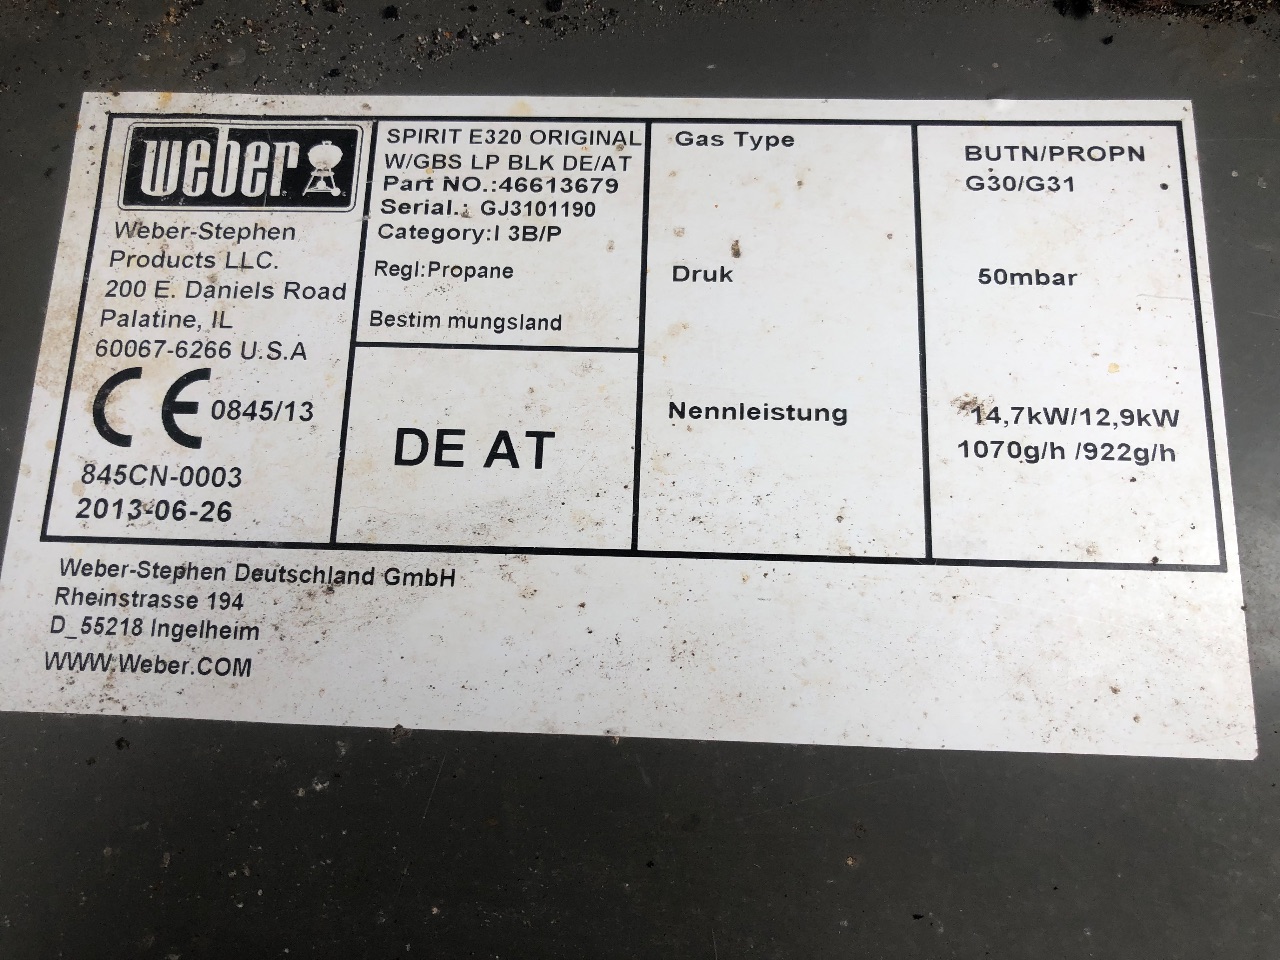 weber
Weber-Stephen
Products LLC.
200 E. Daniels Road
Palatine, IL
60067-6266 U.S.A
CE 0845/13
845CN-0003
2013-06-26
SPIRIT E320 ORIGINAL
W/GBS LP BLK DE/AT
Part NO.:46613679
Serial.: GJ3101190
Category:I 3B/P
Regl:Propane
Bestim mungsland
DE AT
Gas Type
BUTN/PROPN
G30/G31
Druk
50mbar
Nennleistung
14,7kW/12,9kW
1070g/h /922g/h
Weber-Stephen Deutschland GmbH
Rheinstrasse 194
D_55218 Ingelheim
WWW.Weber.COM